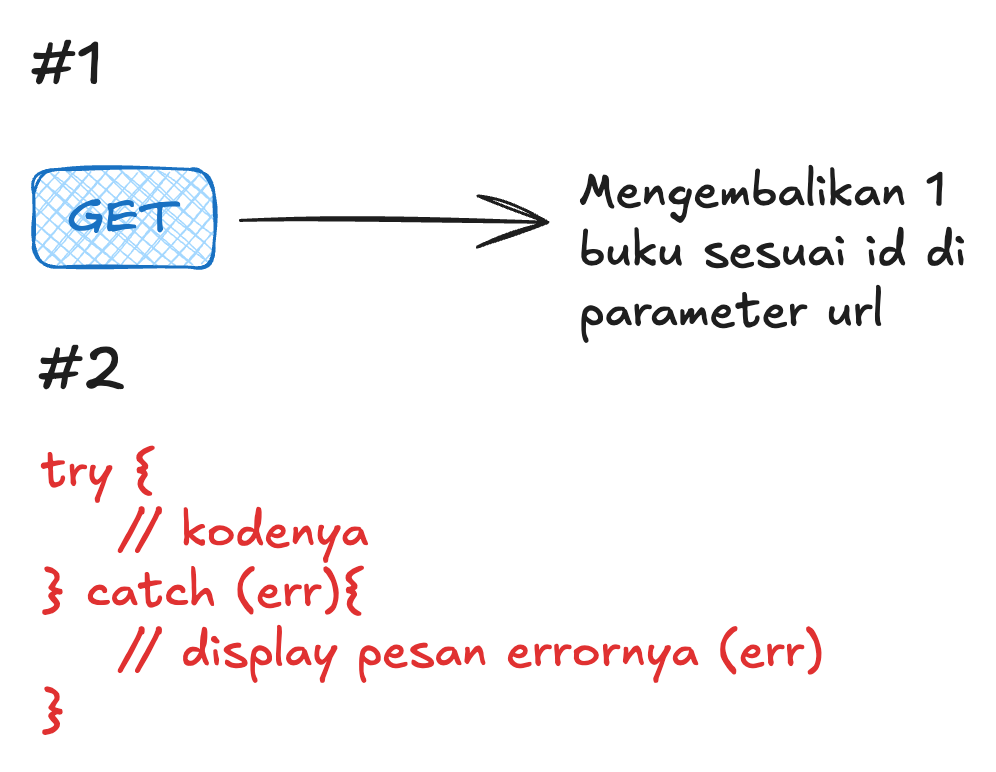 #1
GET
Mengembalikan 1
buku sesuai id di
parameter url
#2
try {
// kodenya
} catch (err){
// display pesan errornya (err)
}